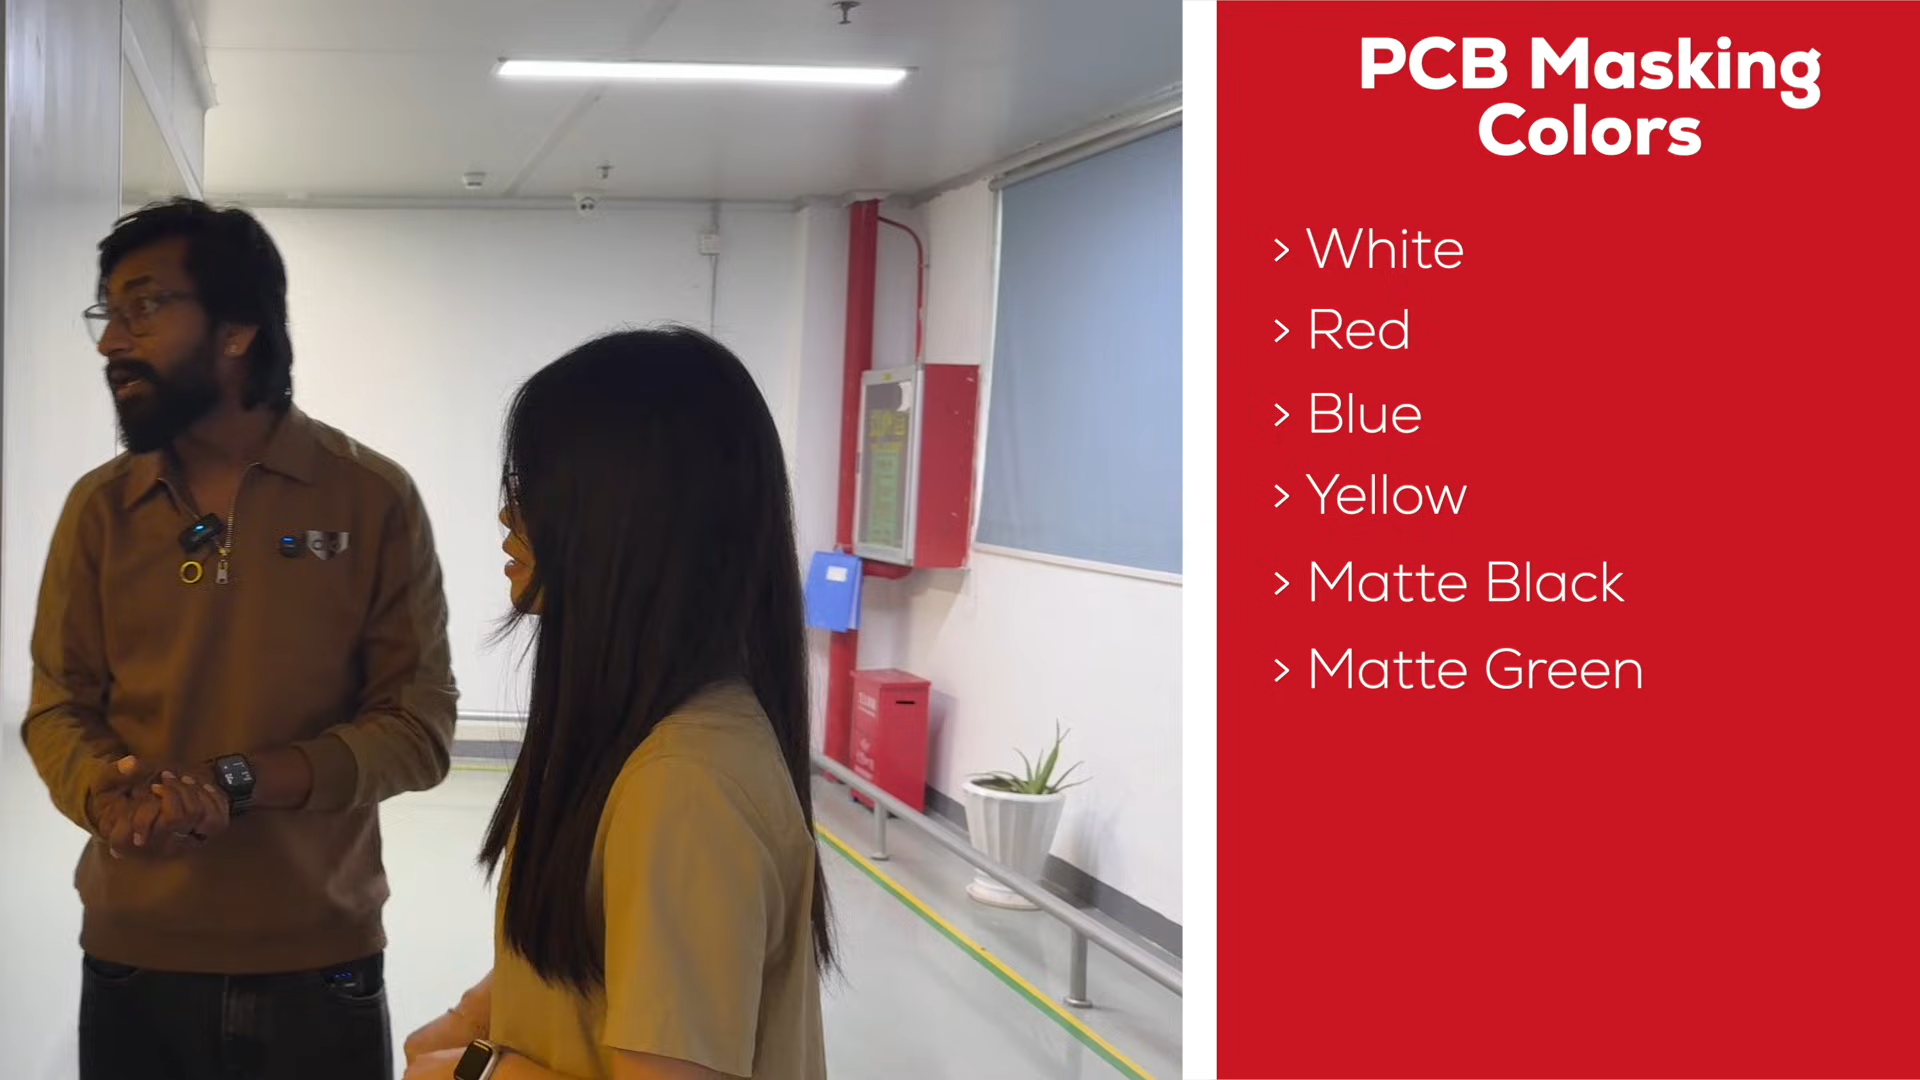 PCB Masking
Colors
> White
> Red
> Blue
> Yellow
> Matte Black
> Matte Green